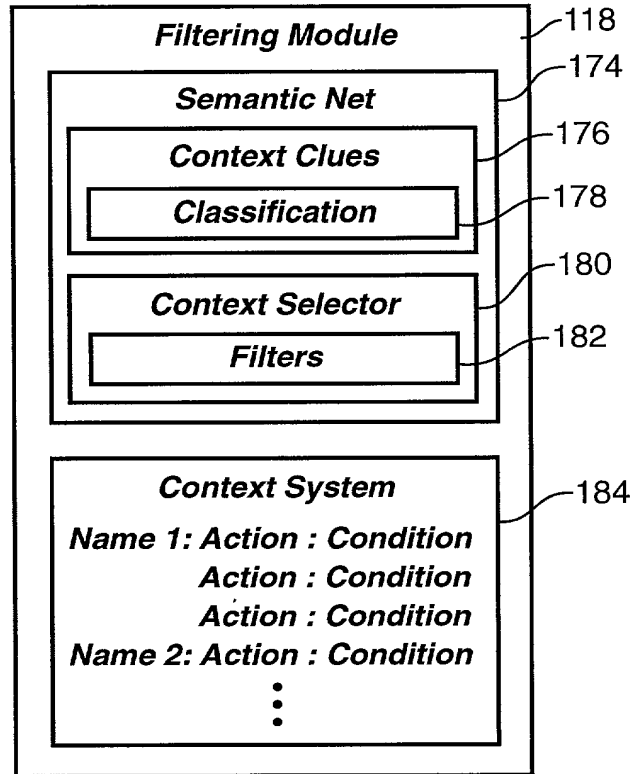 Filtering Module 118
174
Semantic Net
176
Context Clues
178
Classification
180
Context Selector
182
Filters
Context System
184
Name 1: Action : Condition
Action : Condition
Action : Condition
Name 2: Action : Condition